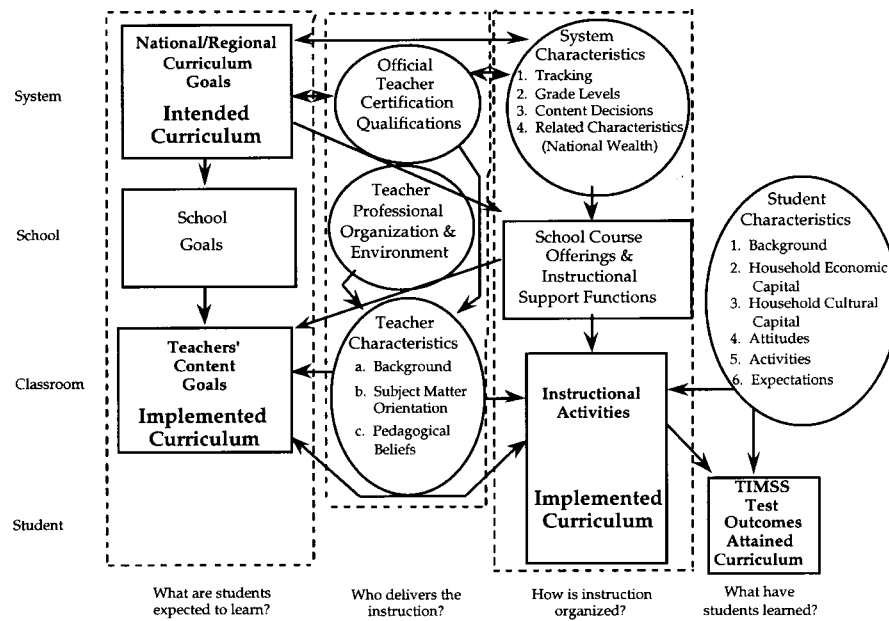 System
School
Classroom
Student
National/Regional
Curriculum
Goals
Intended
Curriculum
School
Goals
Teachers'
Content
Goals
Implemented
Curriculum
What are students
expected to learn?
Official
Teacher
Certification
Qualifications
Teacher
Professional
Organization &
Environment
Teacher
Characteristics
a. Background
b. Subject Matter
Orientation
c. Pedagogical
Beliefs
Who delivers the
instruction?
System
Characteristics
1. Tracking
2. Grade Levels
3. Content Decisions
4. Related Characteristics
(National Wealth)
School Course
Offerings &
Instructional
Support Functions
Instructional
Activities
Implemented
Curriculum
How is instruction
organized?
Student
Characteristics
1. Background
2. Household Economic
Capital
3. Household Cultural
Capital
4. Attitudes
5. Activities
6. Expectations
TIMSS
Test
Outcomes
Attained
Curriculum
What have
students learned?